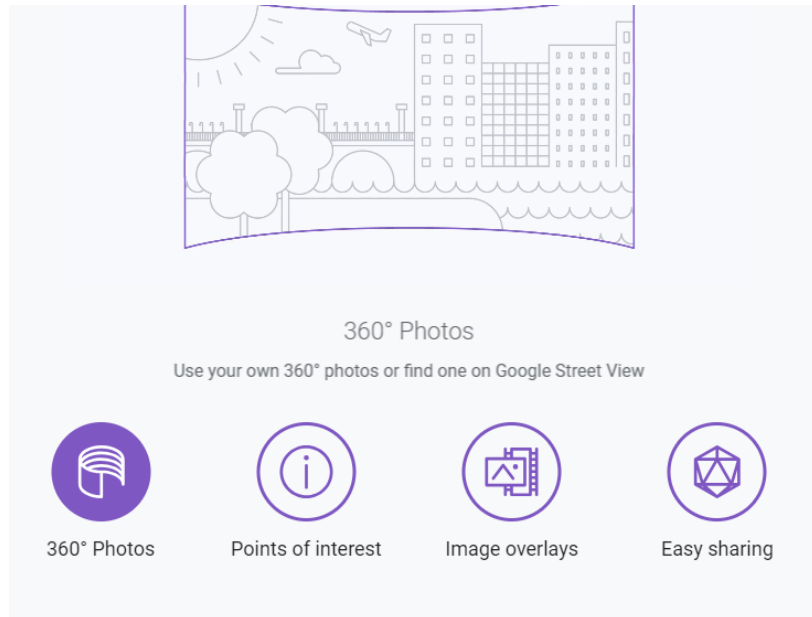 360° Photos
Use your own 360° photos or find one on Google Street View
360° Photos
Points of interest
Image overlays
Easy sharing